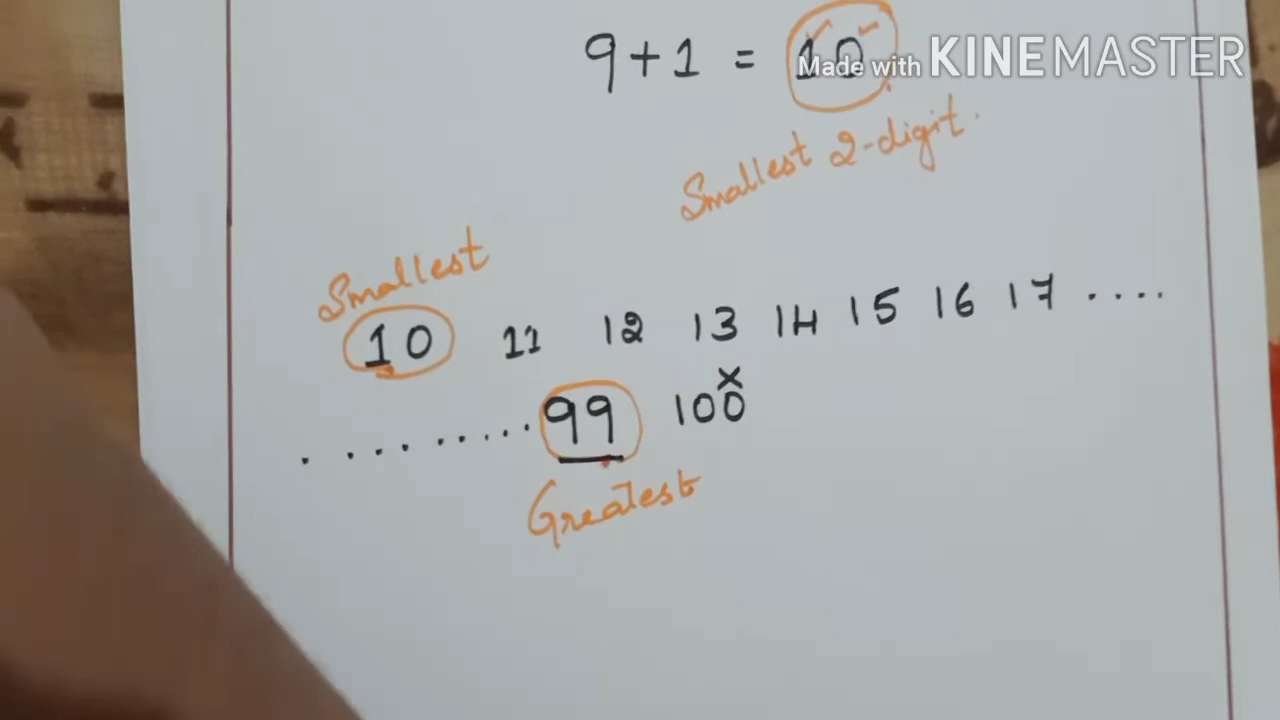 9+1 = 10
Made with KINEMASTER
Smallest 2-digit.
Smallest
10 11 12 13 14 15 16 17 ....
......... 99 100 x
Greatest